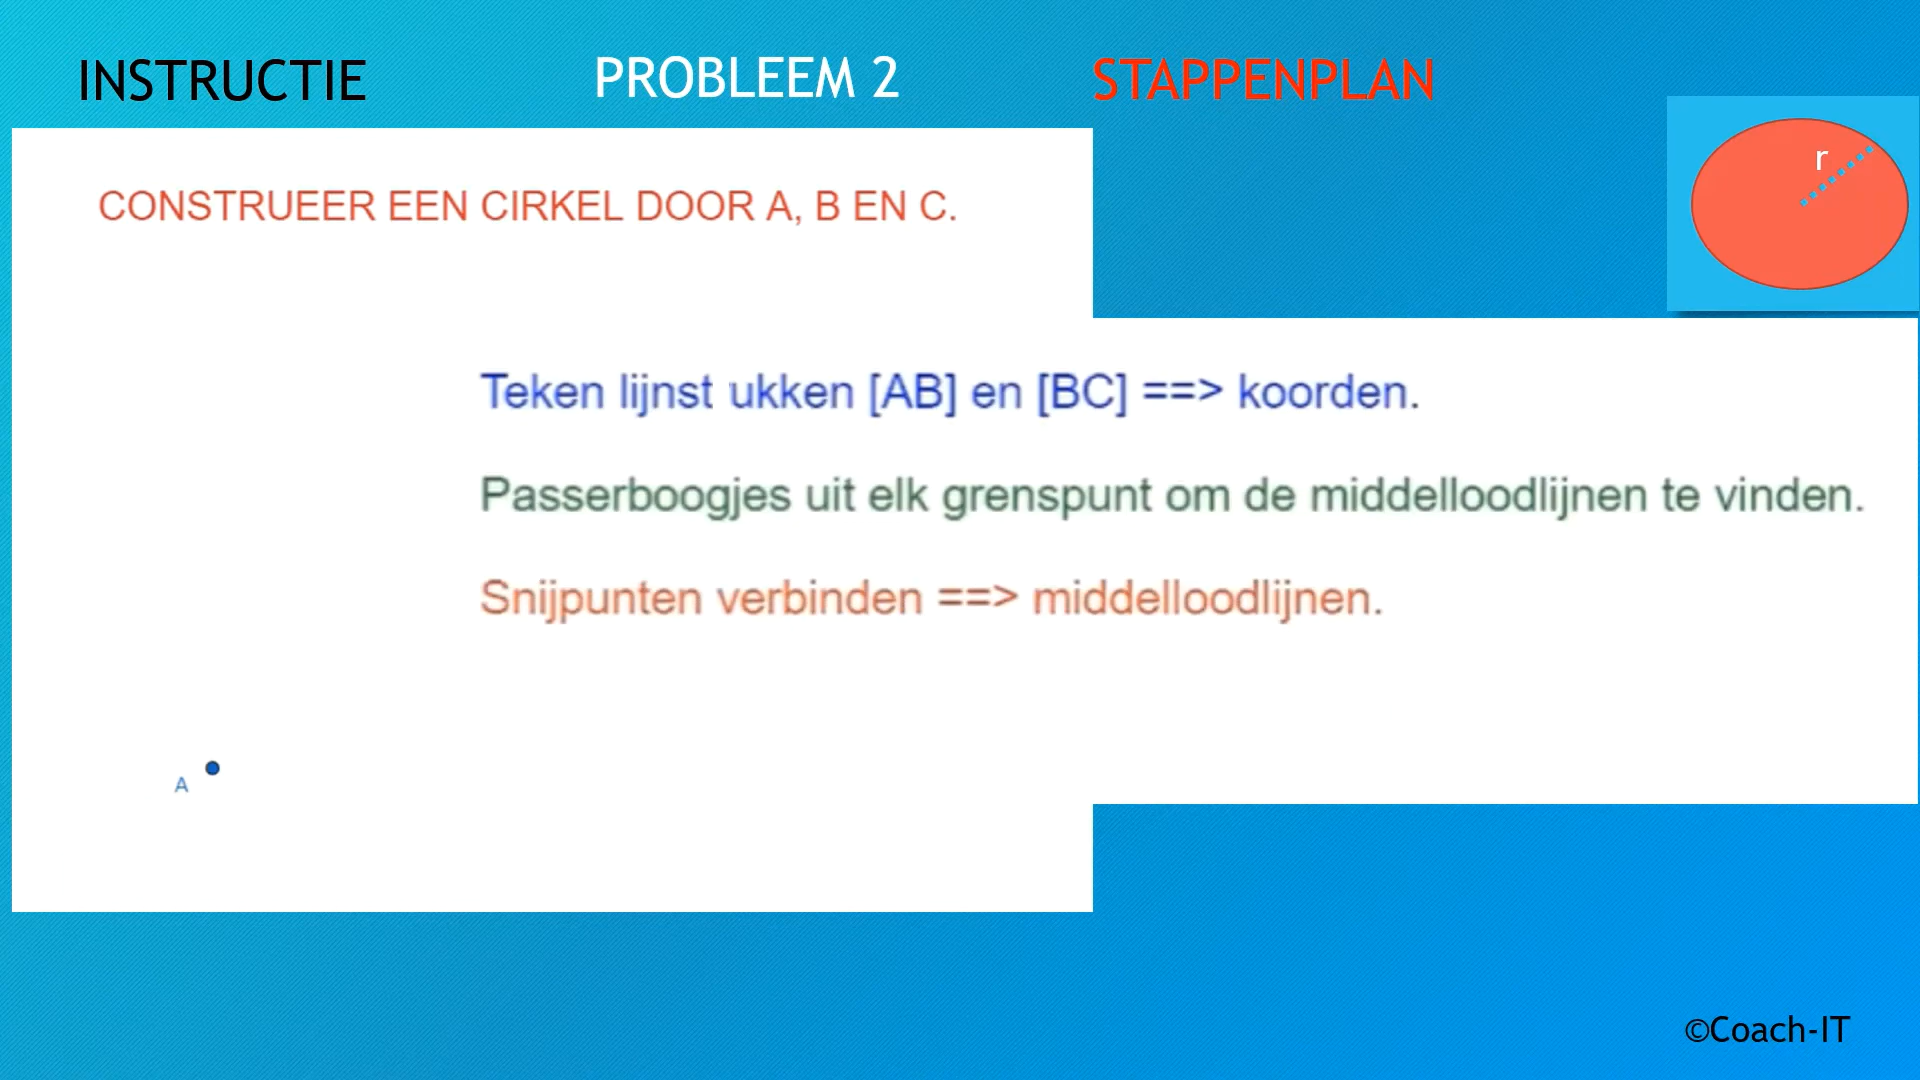 INSTRUCTIE
PROBLEEM 2
STAPPENPLAN
r
CONSTRUEER EEN CIRKEL DOOR A, B EN C.
Teken lijnst ukken [AB] en [BC] ==> koorden.
Passerboogjes uit elk grenspunt om de middelloodlijnen te vinden.
Snijpunten verbinden ==> middelloodlijnen.
A
©Coach-IT